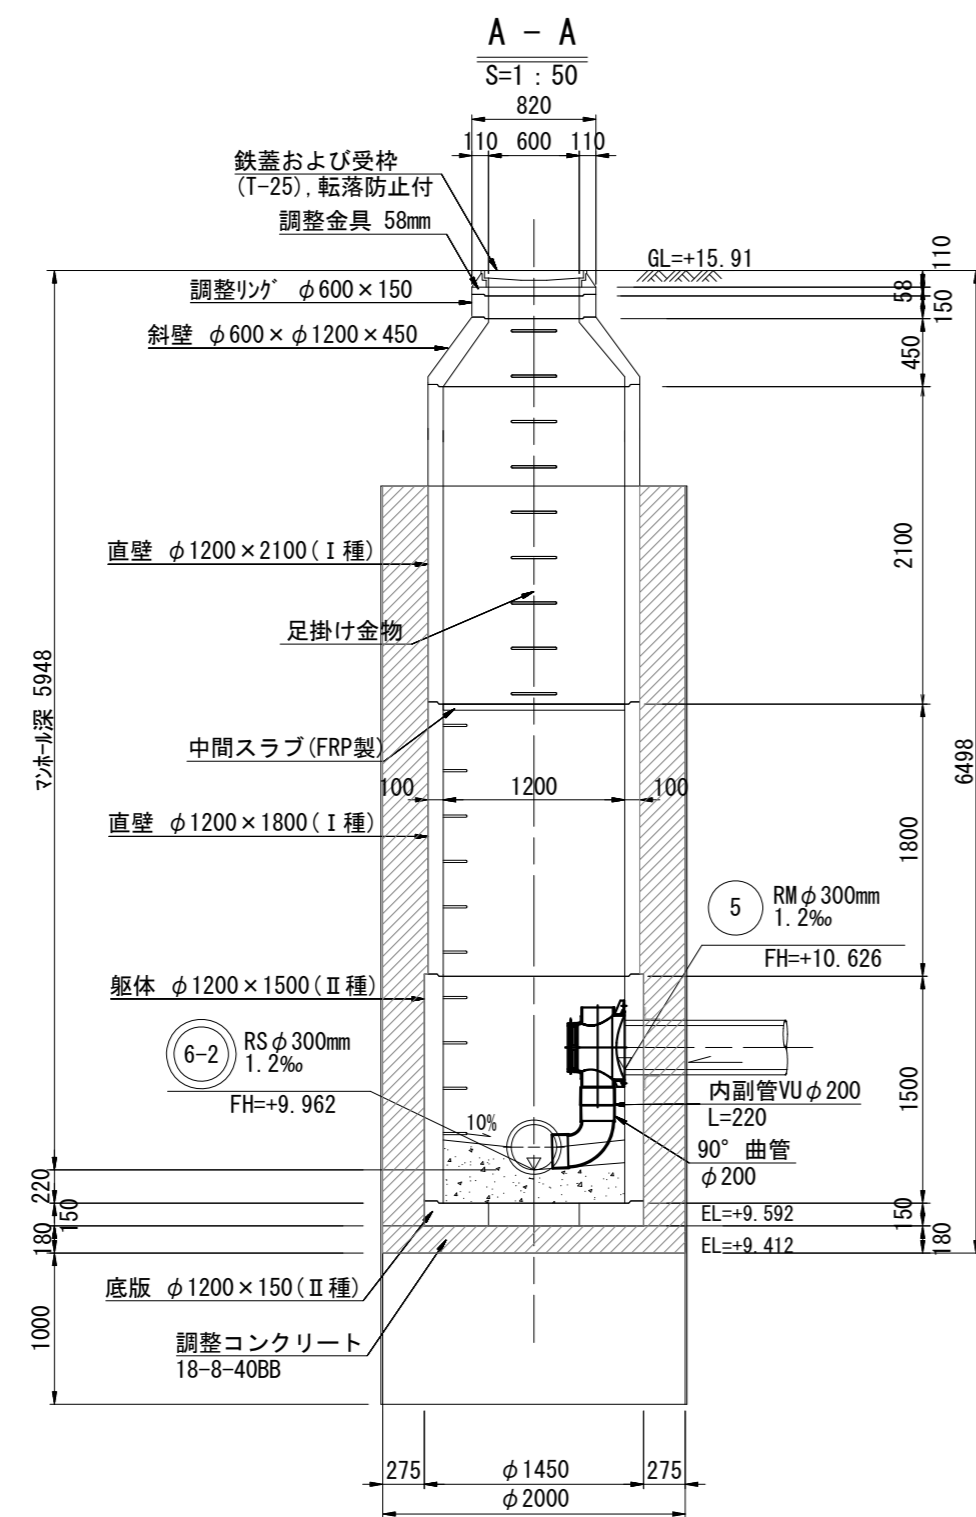 A - A
S=1 : 50
820
110 600 110
鉄蓋および受枠
(T-25), 転落防止付
調整金具 58mm
GL=+15.91
110
調整リング φ600×150
58
150
斜壁 φ600×φ1200×450
450
直壁 φ1200×2100(Ⅰ種)
2100
足掛け金物
マンホール深 5948
6498
中間スラブ(FRP製)
100 1200 100
直壁 φ1200×1800(Ⅰ種)
1800
5
RMφ300mm
1.2‰
FH=+10.626
躯体 φ1200×1500(Ⅱ種)
6-2
RSφ300mm
1.2‰
FH=+9.962
1500
内副管VUφ200
L=220
10%
90° 曲管
φ200
220
150
180
EL=+9.592
150
EL=+9.412
180
底版 φ1200×150(Ⅱ種)
1000
調整コンクリート
18-8-40BB
275 φ1450 275
φ2000